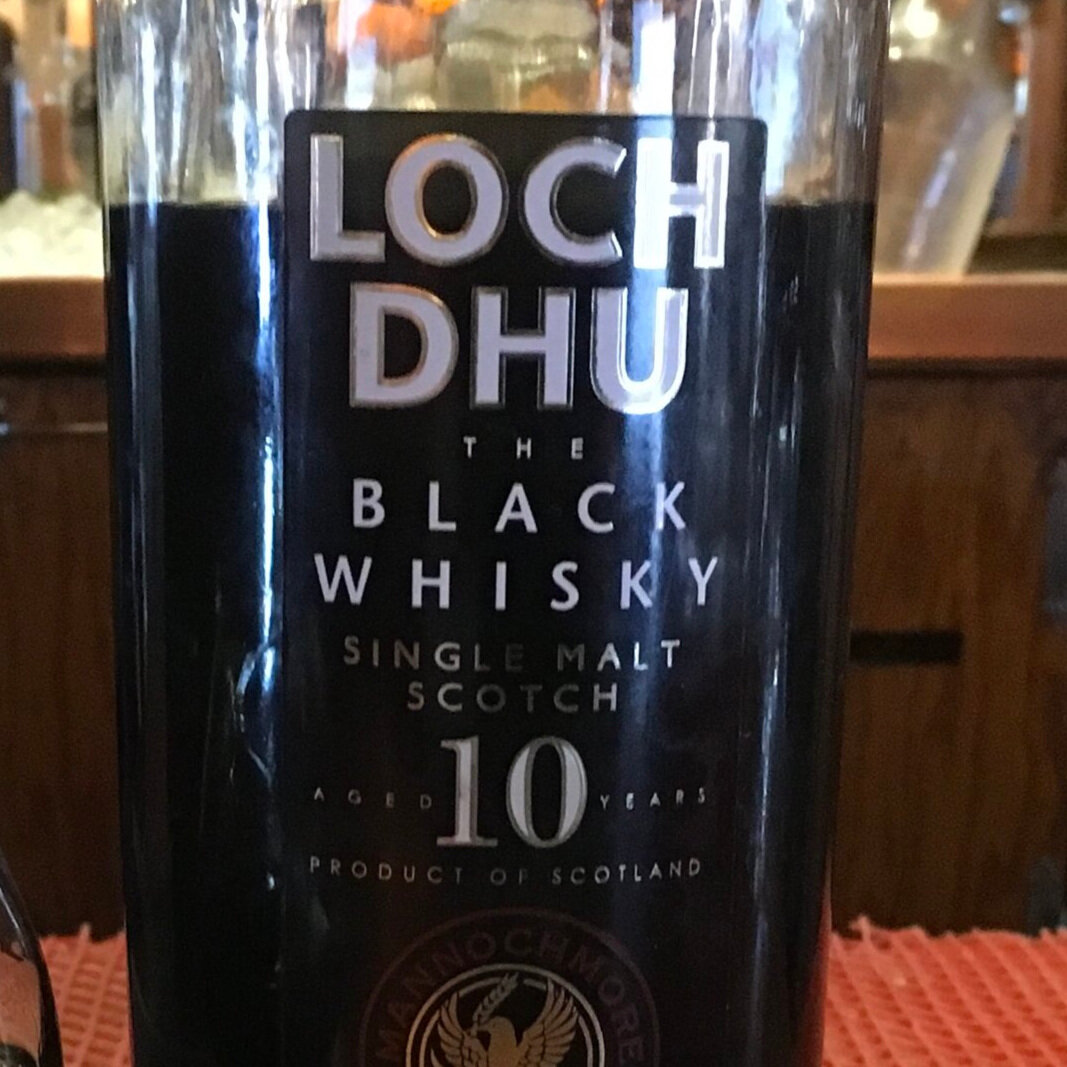 LOCH
DHU
THE
BLACK
WHISKY
SINGLE MALT
SCOTCH
AGED 10 YEARS
PRODUCT OF SCOTLAND
MANNOCHMORE